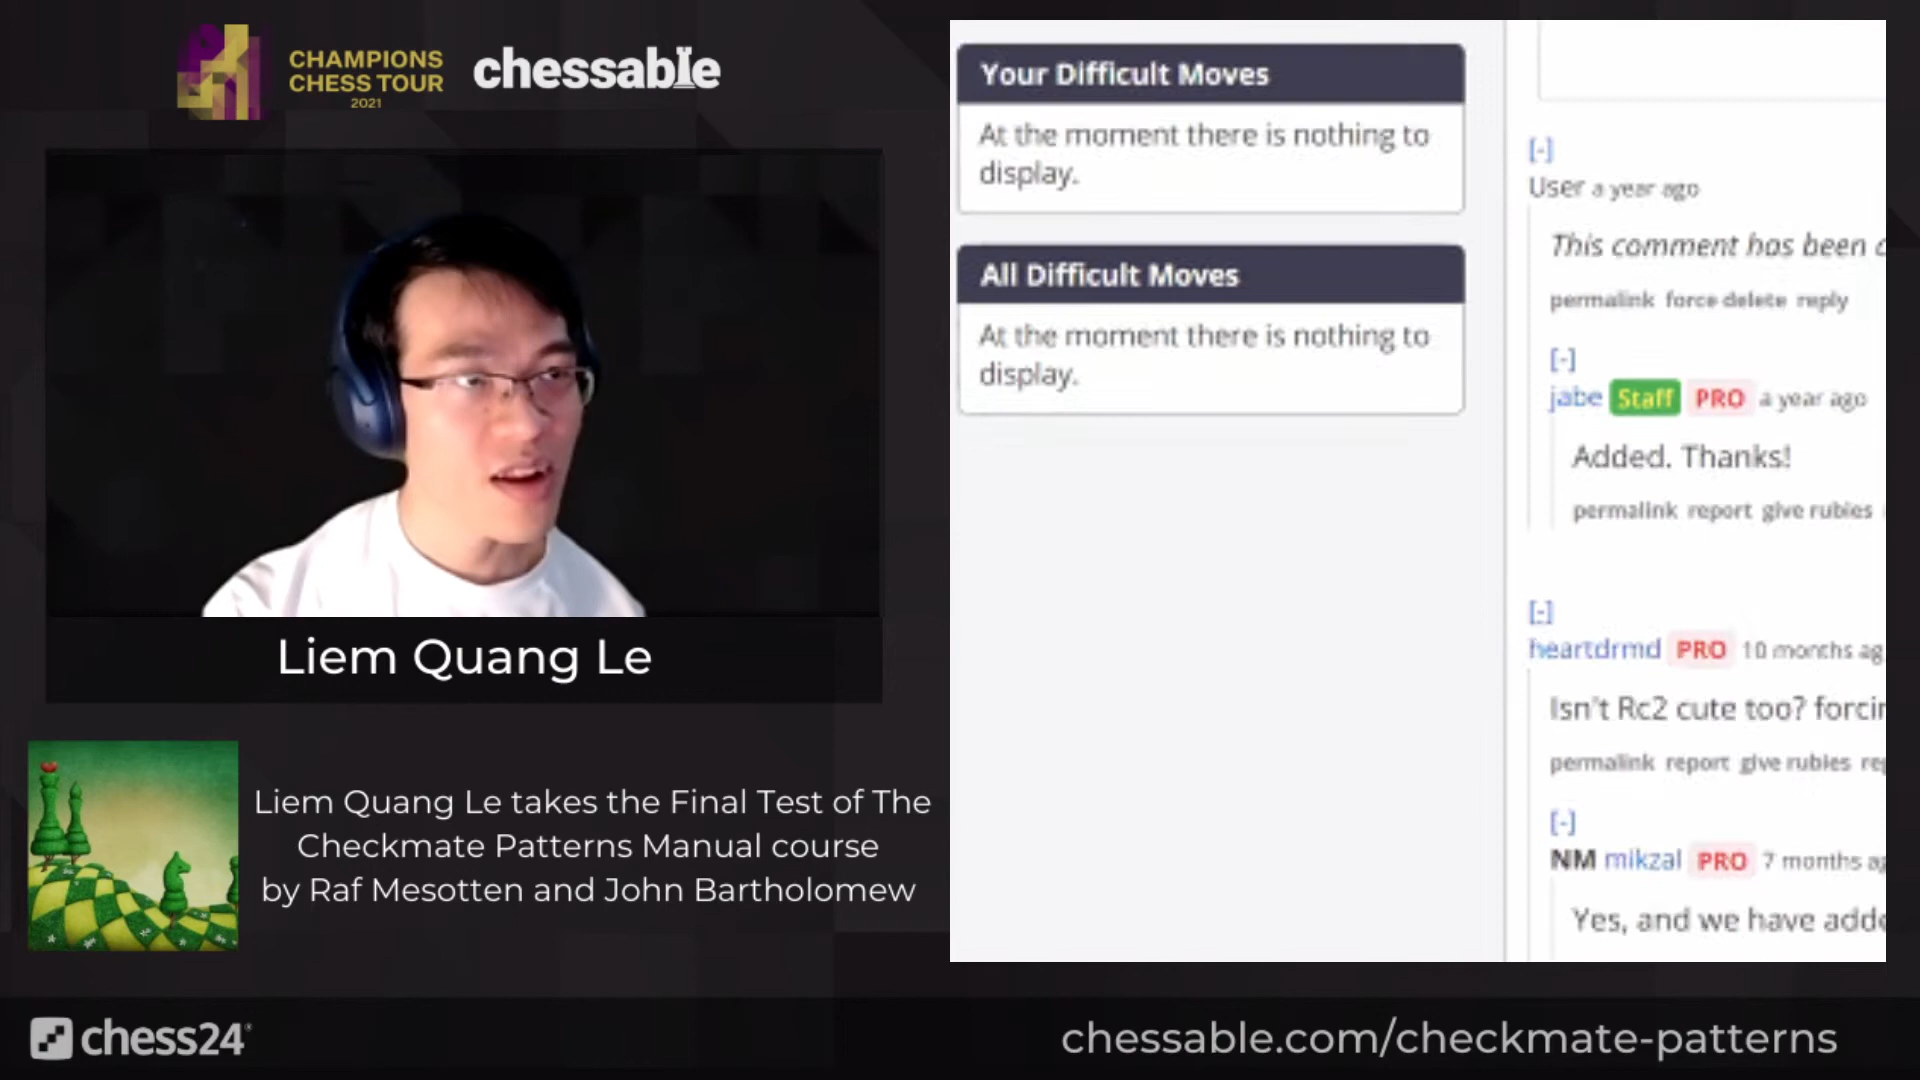 CHAMPIONS
CHESS TOUR
2021
chessable
Liem Quang Le
Liem Quang Le takes the Final Test of The
Checkmate Patterns Manual course
by Raf Mesotten and John Bartholomew
Your Difficult Moves
At the moment there is nothing to
display.
All Difficult Moves
At the moment there is nothing to
display.
[-]
User a year ago
This comment has been
permalink force delete reply
[-]
jabe Staff PRO a year ago
Added. Thanks!
permalink report give rubies
[-]
heartdrmd PRO 10 months ag
Isn't Rc2 cute too? forcin
permalink report give rubies rep
[-]
NM mikzal PRO 7 months ag
Yes, and we have adde
chess24
chessable.com/checkmate-patterns